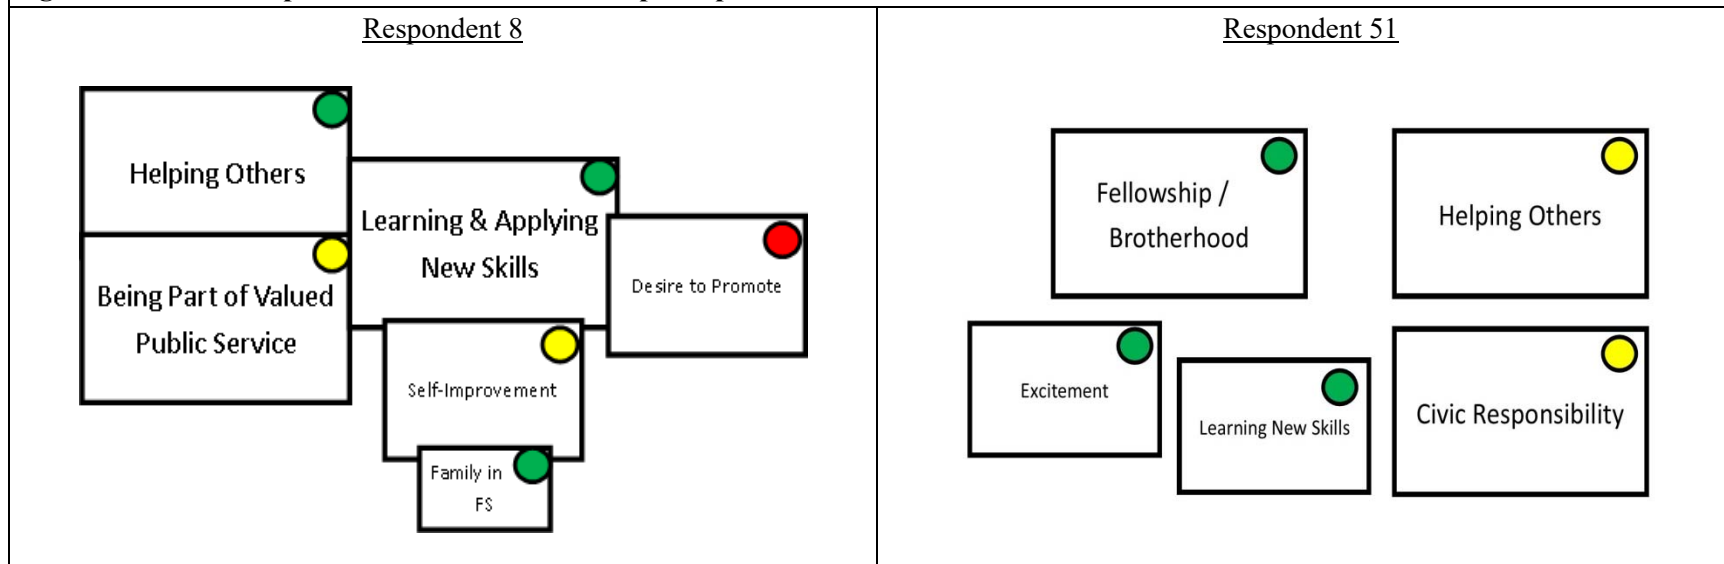 Respondent 8
Helping Others
Being Part of Valued
Public Service
Learning & Applying
New Skills
Desire to Promote
Self-Improvement
Family in
FS
Respondent 51
Fellowship /
Brotherhood
Helping Others
Excitement
Learning New Skills
Civic Responsibility